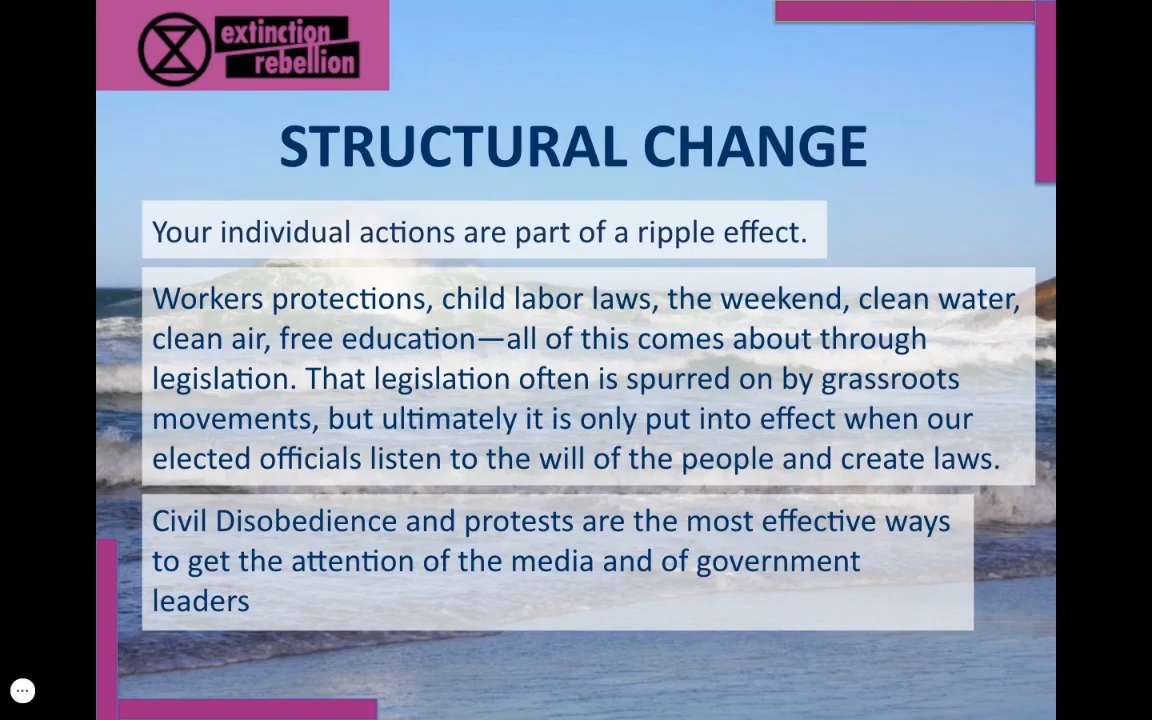 extinction
rebellion
STRUCTURAL CHANGE
Your individual actions are part of a ripple effect.
Workers protections, child labor laws, the weekend, clean water,
clean air, free education—all of this comes about through
legislation. That legislation often is spurred on by grassroots
movements, but ultimately it is only put into effect when our
elected officials listen to the will of the people and create laws.
Civil Disobedience and protests are the most effective ways
to get the attention of the media and of government
leaders